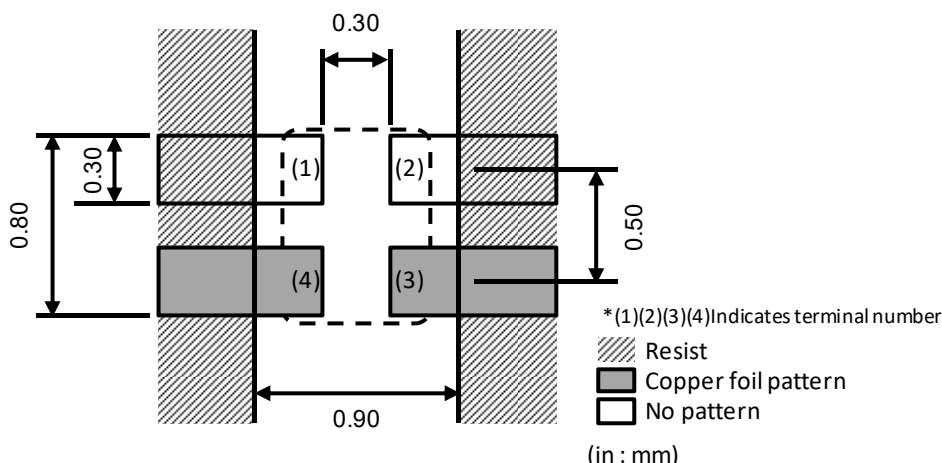 0.30
(1)
(2)
0.30
0.80
0.50
(4)
(3)
*(1)(2)(3)(4)Indicates terminal number
Resist
Copper foil pattern
0.90
No pattern
(in : mm)